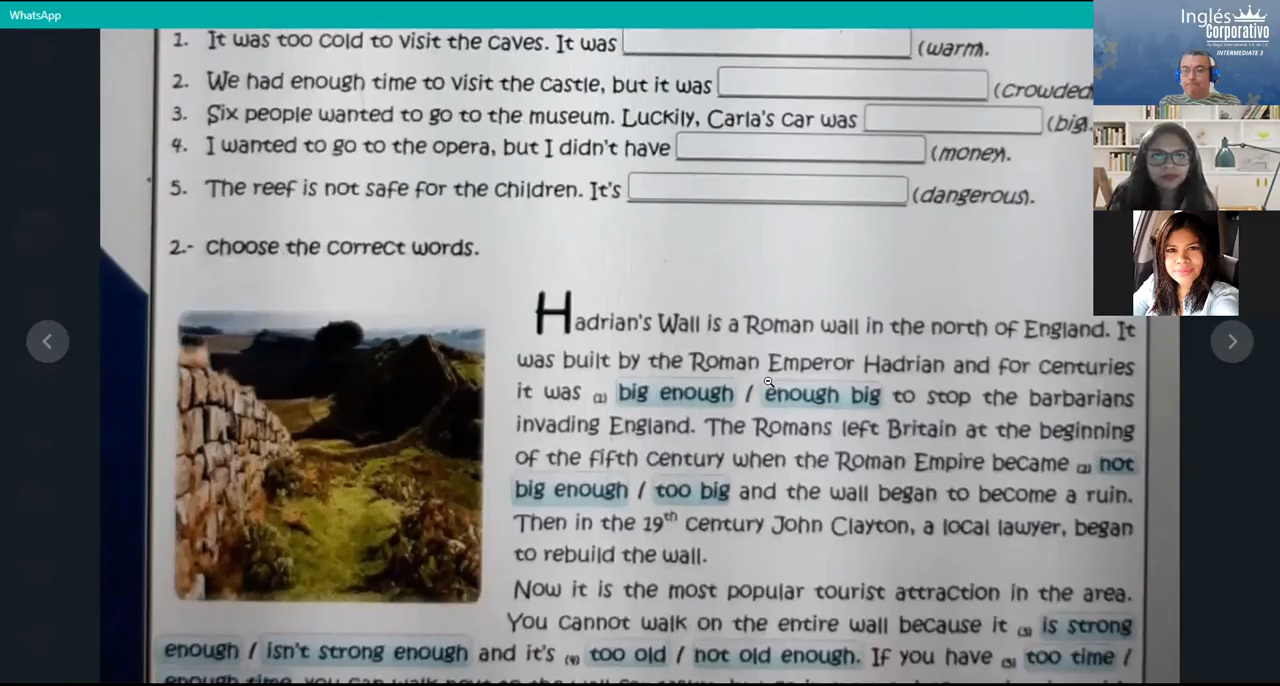 WhatsApp
Inglés
Corporativo
INTERMEDIATE 3
1. It was too cold to visit the caves. It was (warm).
2. We had enough time to visit the castle, but it was (crowded
3. Six people wanted to go to the museum. Luckily, Carla's car was (big.
4. I wanted to go to the opera, but I didn't have (money).
5. The reef is not safe for the children. It's (dangerous).
2.- choose the correct words.
Hadrian's Wall is a Roman wall in the north of England. It
was built by the Roman Emperor Hadrian and for centuries
it was (1) big enough / enough big to stop the barbarians
invading England. The Romans left Britain at the beginning
of the fifth century when the Roman Empire became (2) not
big enough / too big and the wall began to become a ruin.
Then in the 19th century John Clayton, a local lawyer, began
to rebuild the wall.
Now it is the most popular tourist attraction in the area.
You cannot walk on the entire wall because it (3) is strong
enough / isn't strong enough and it's (4) too old / not old enough. If you have (5) too time /